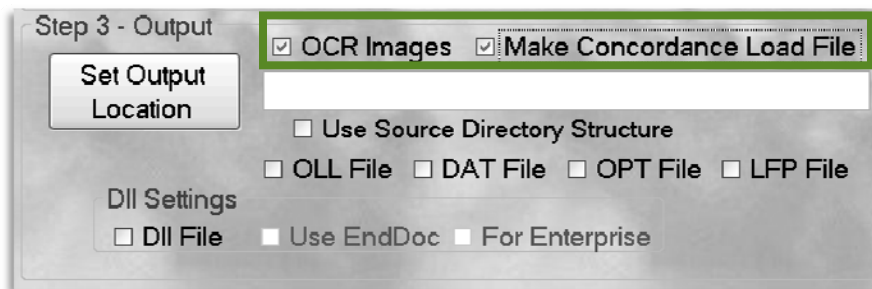 Step 3 - Output
OCR Images Make Concordance Load File
Set Output
Location
Use Source Directory Structure
OLL File DAT File OPT File LFP File
Dll Settings
Dll File Use EndDoc For Enterprise